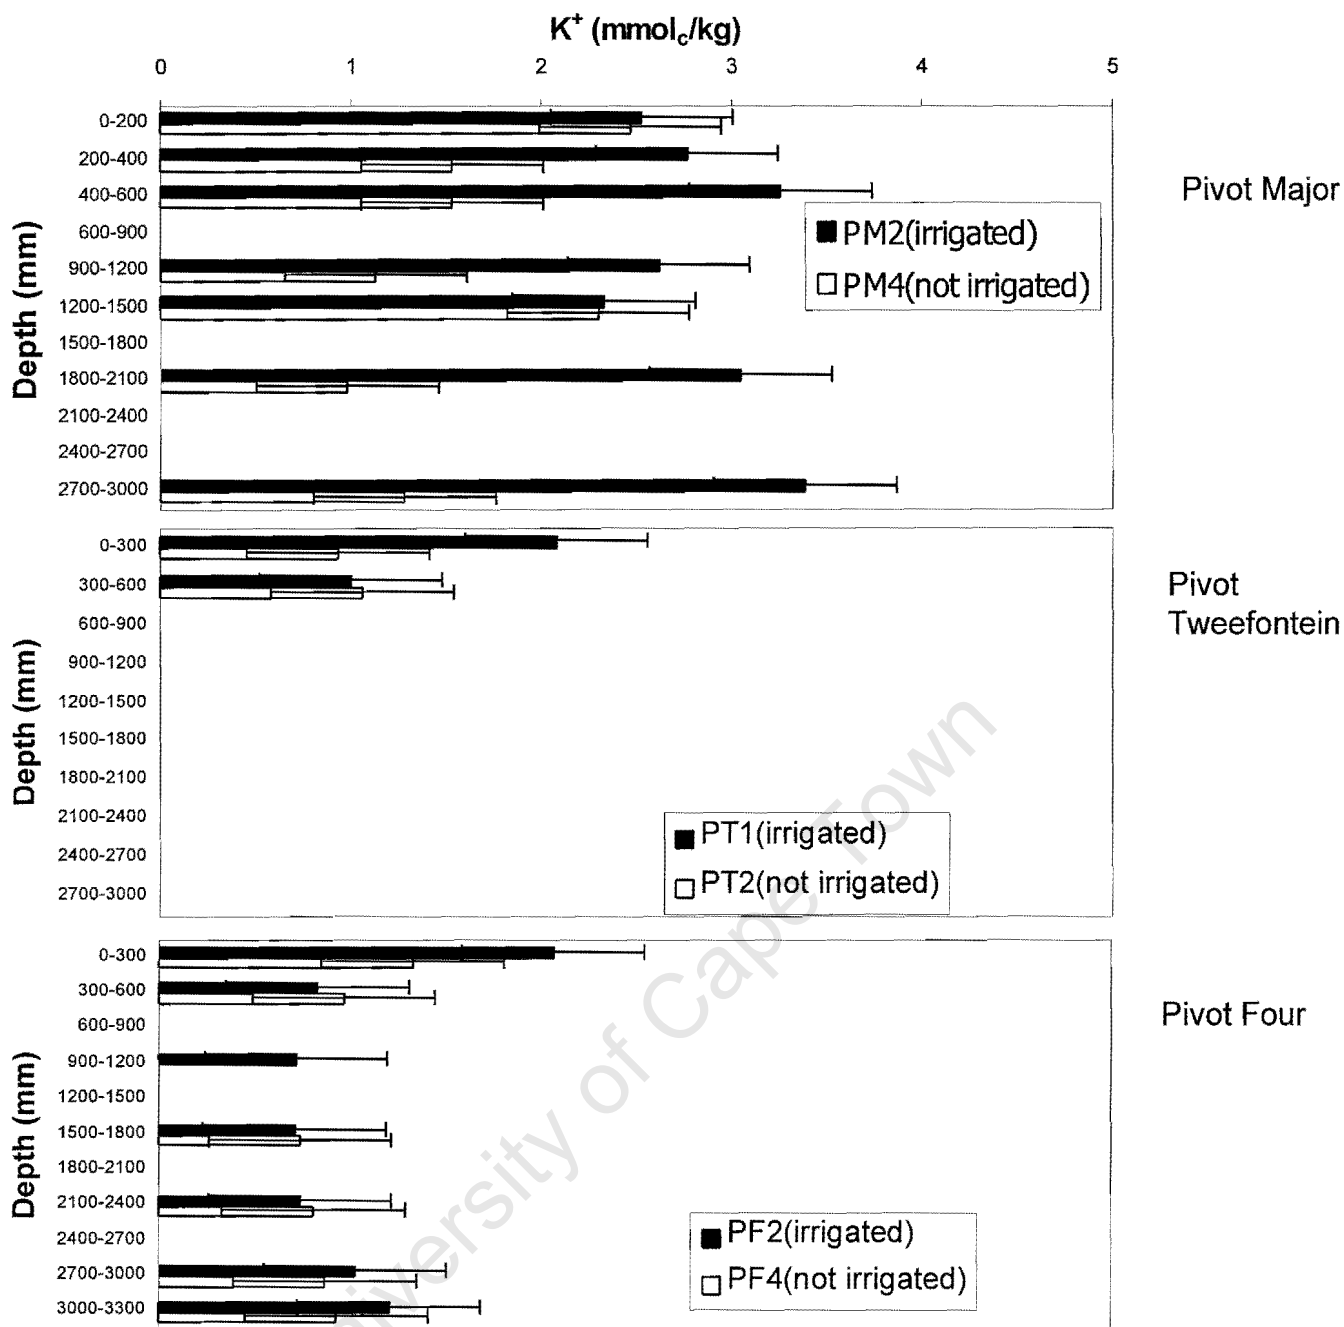 K+ (mmolc/kg)
0 1 2 3 4 5
Depth (mm)
0-200
200-400
400-600
600-900
900-1200
1200-1500
1500-1800
1800-2100
2100-2400
2400-2700
2700-3000
PM2(irrigated)
PM4(not irrigated)
Pivot Major
Depth (mm)
0-300
300-600
600-900
900-1200
1200-1500
1500-1800
1800-2100
2100-2400
2400-2700
2700-3000
PT1(irrigated)
PT2(not irrigated)
Pivot
Tweefontein
Depth (mm)
0-300
300-600
600-900
900-1200
1200-1500
1500-1800
1800-2100
2100-2400
2400-2700
2700-3000
3000-3300
PF2(irrigated)
PF4(not irrigated)
Pivot Four
University of Cape Town